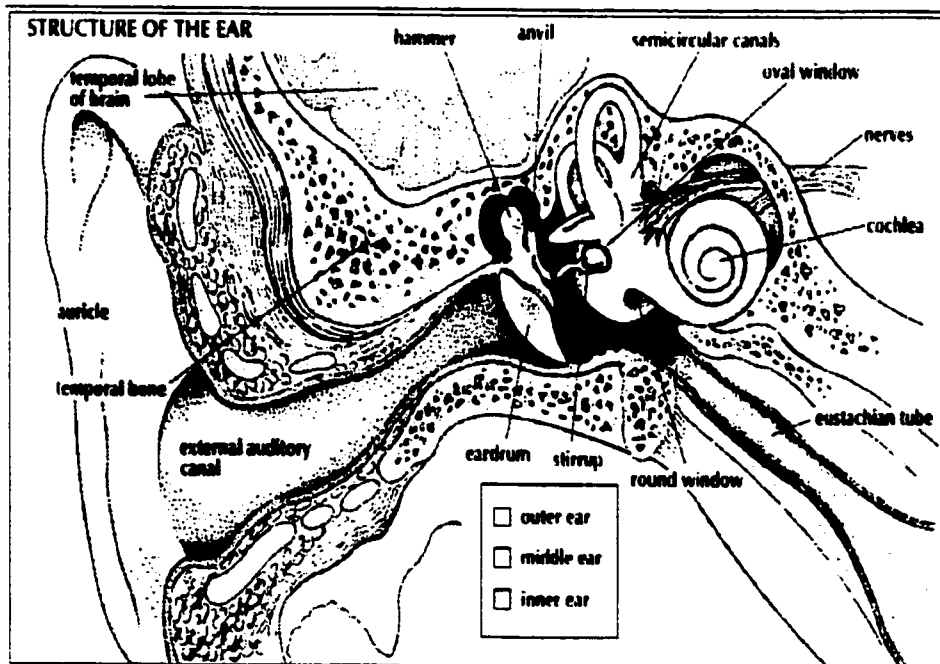 STRUCTURE OF THE EAR
hammer
anvil
semicircular canals
oval window
temporal lobe
of brain
nerves
cochlea
auricle
temporal bone
external auditory
canal
eardrum
stirrup
eustachian tube
round window
outer ear
middle ear
inner ear